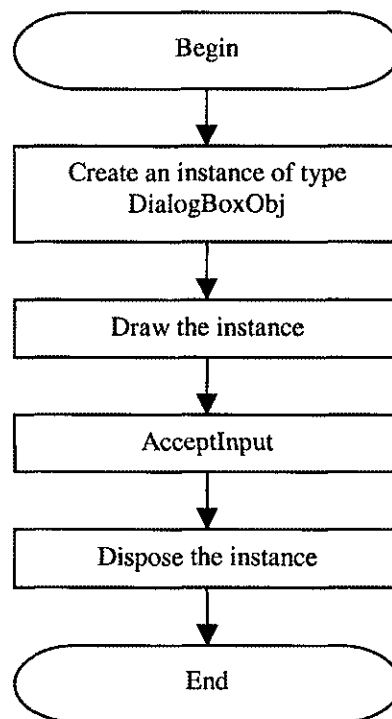 Begin
Create an instance of type
DialogBoxObj
Draw the instance
AcceptInput
Dispose the instance
End